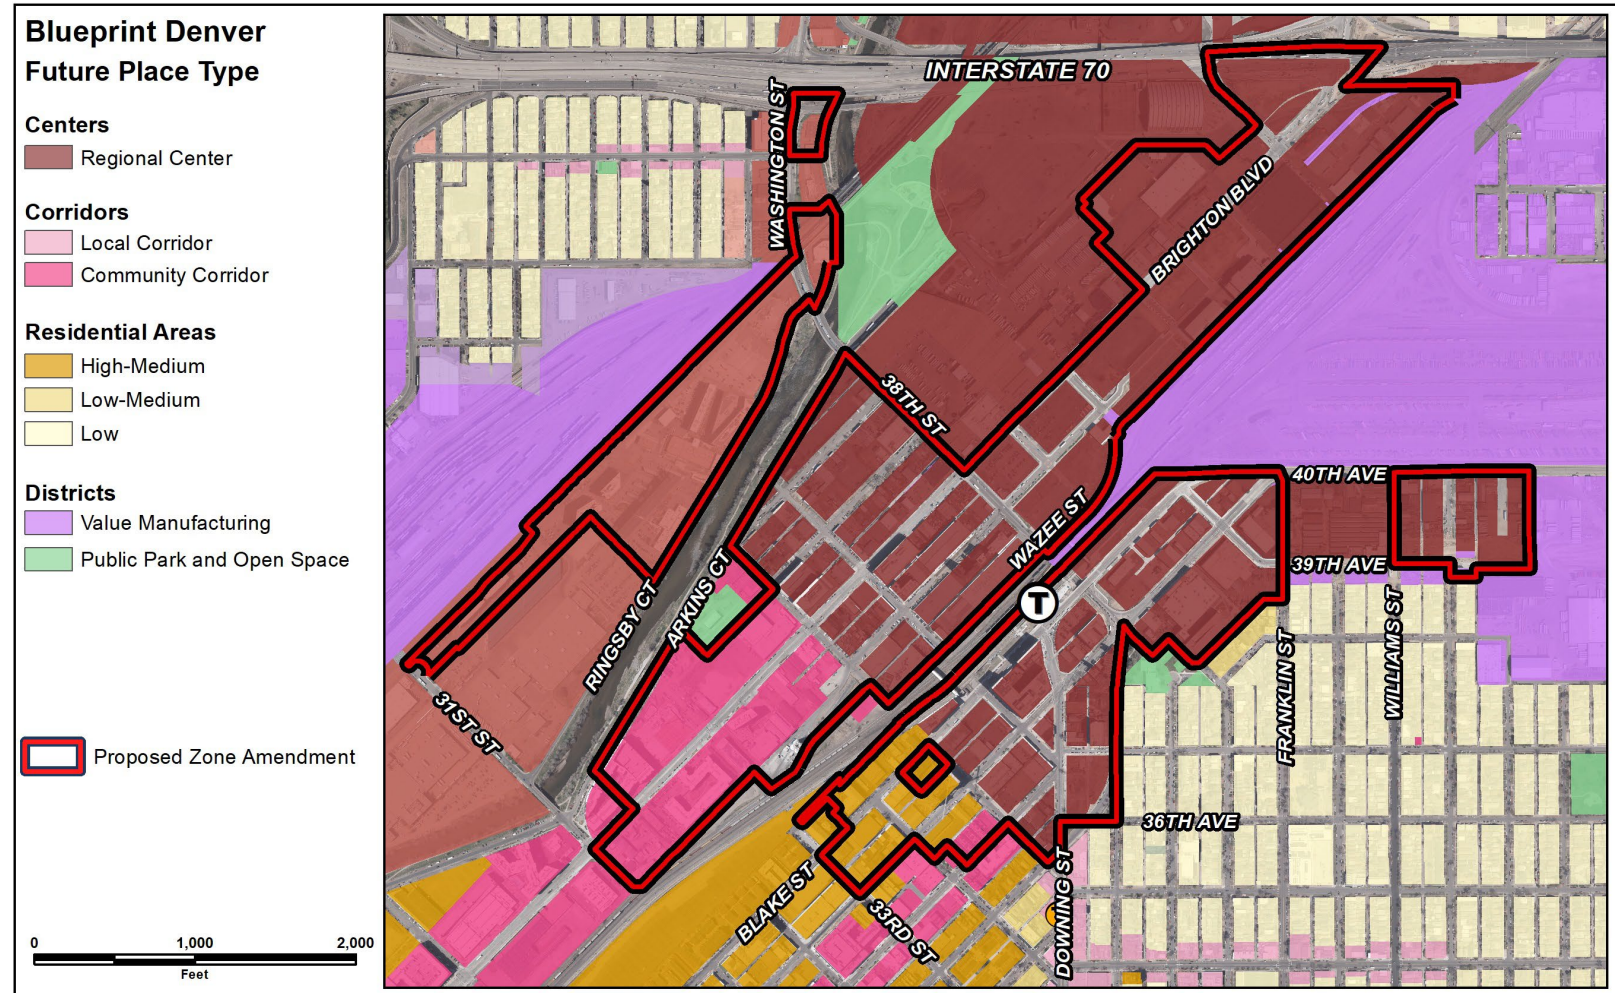 Blueprint Denver
Future Place Type
Centers
Regional Center
Corridors
Local Corridor
Community Corridor
Residential Areas
High-Medium
Low-Medium
Low
Districts
Value Manufacturing
Public Park and Open Space
Proposed Zone Amendment
0 1,000 2,000
Feet
INTERSTATE 70
WASHINGTON ST
BRIGHTON BLVD
38TH ST
40TH AVE
WAZEE ST
39TH AVE
T
ARKINS CT
RINGSBY CT
WILLIAMS ST
FRANKLIN ST
31ST ST
36TH AVE
BLAKE ST
33RD ST
DOWNING ST